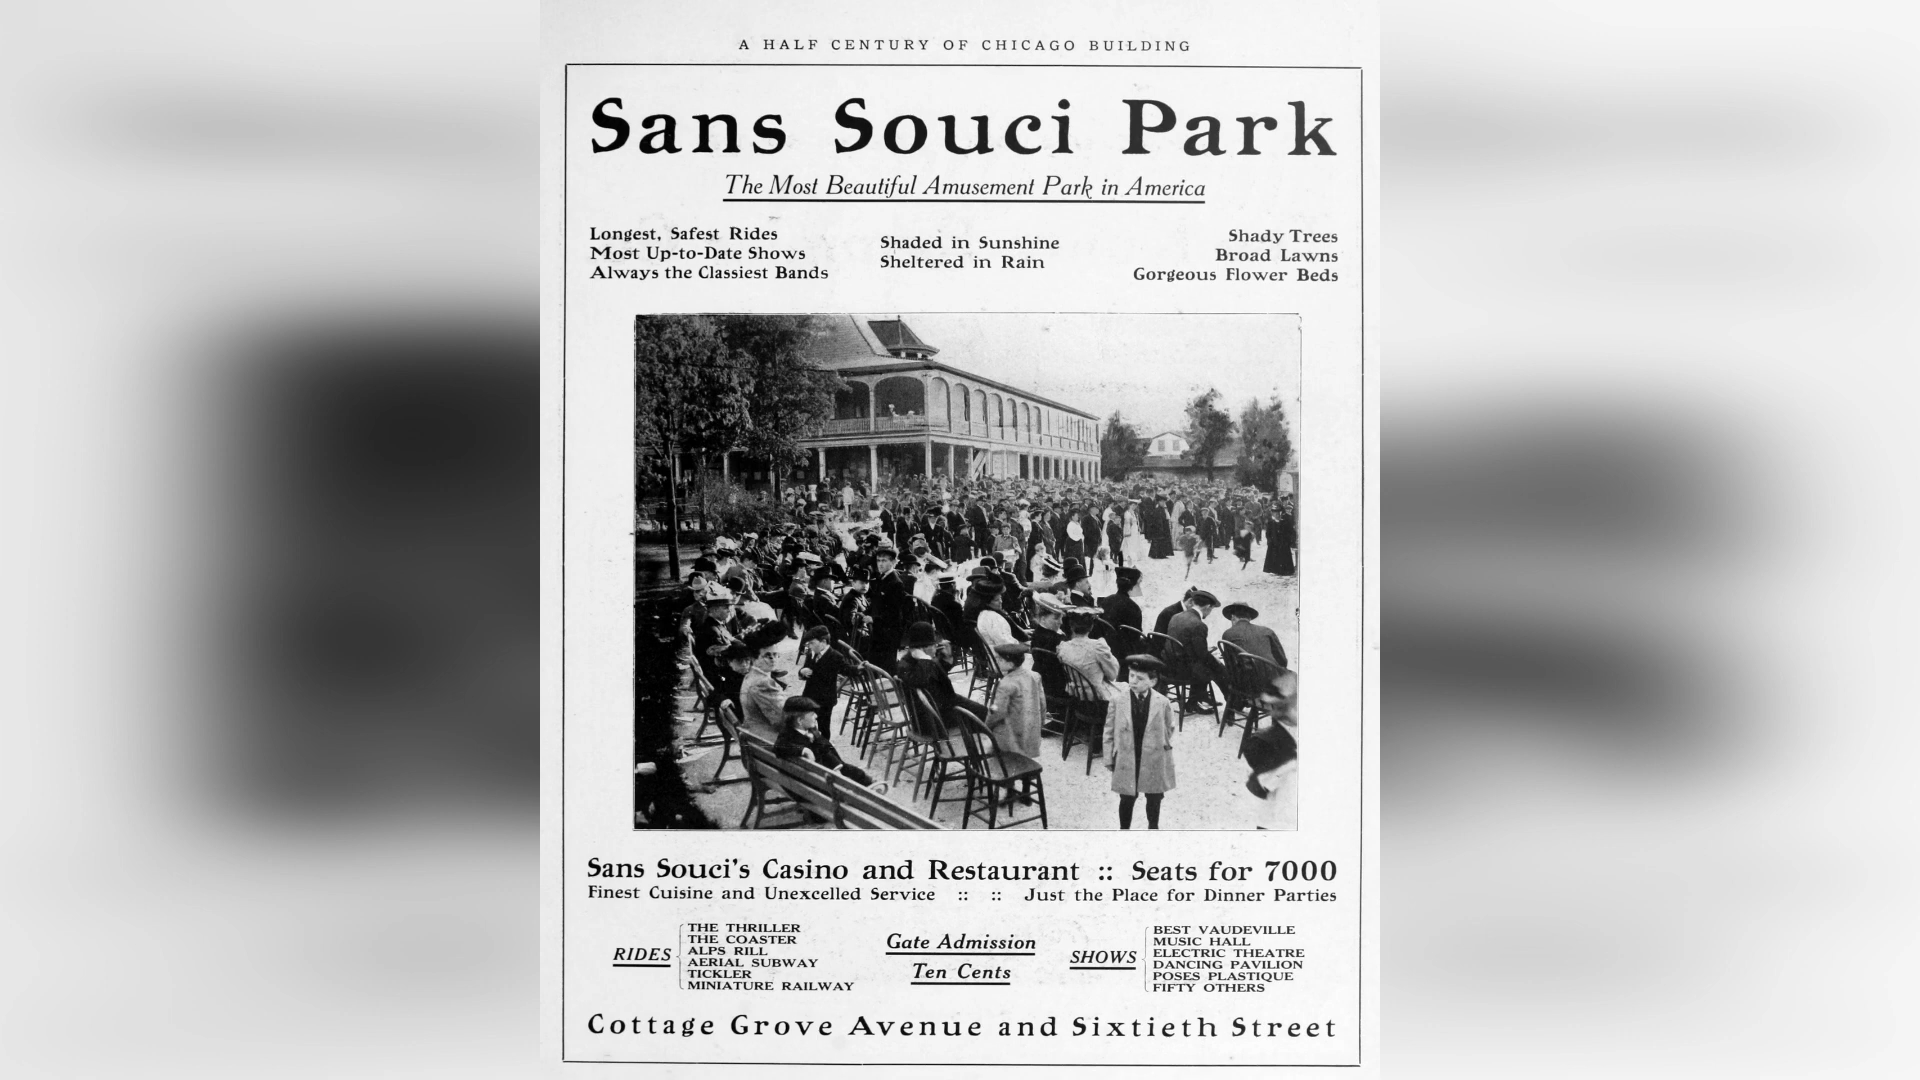 A HALF CENTURY OF CHICAGO BUILDING
Sans Souci Park
The Most Beautiful Amusement Park in America
Longest, Safest Rides
Most Up-to-Date Shows
Always the Classiest Bands
Shaded in Sunshine
Sheltered in Rain
Shady Trees
Broad Lawns
Gorgeous Flower Beds
Sans Souci's Casino and Restaurant :: Seats for 7000
Finest Cuisine and Unexcelled Service :: :: Just the Place for Dinner Parties
RIDES
THE THRILLER
THE COASTER
ALPS RILL
AERIAL SUBWAY
TICKLER
MINIATURE RAILWAY
Gate Admission
Ten Cents
SHOWS
BEST VAUDEVILLE
MUSIC HALL
ELECTRIC THEATRE
DANCING PAVILION
POSES PLASTIQUE
FIFTY OTHERS
Cottage Grove Avenue and Sixtieth Street